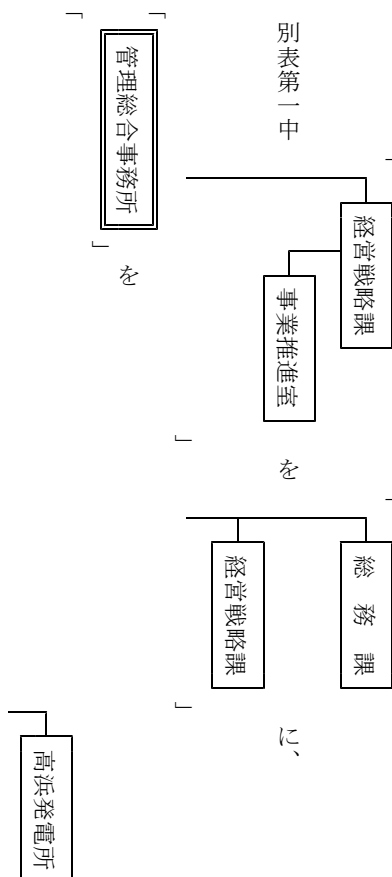 別表第一中
「
経営戦略課
事業推進室
」
を
「
総務課
経営戦略課
」
に、
「
管理総合事務所
」
を
「
高浜発電所